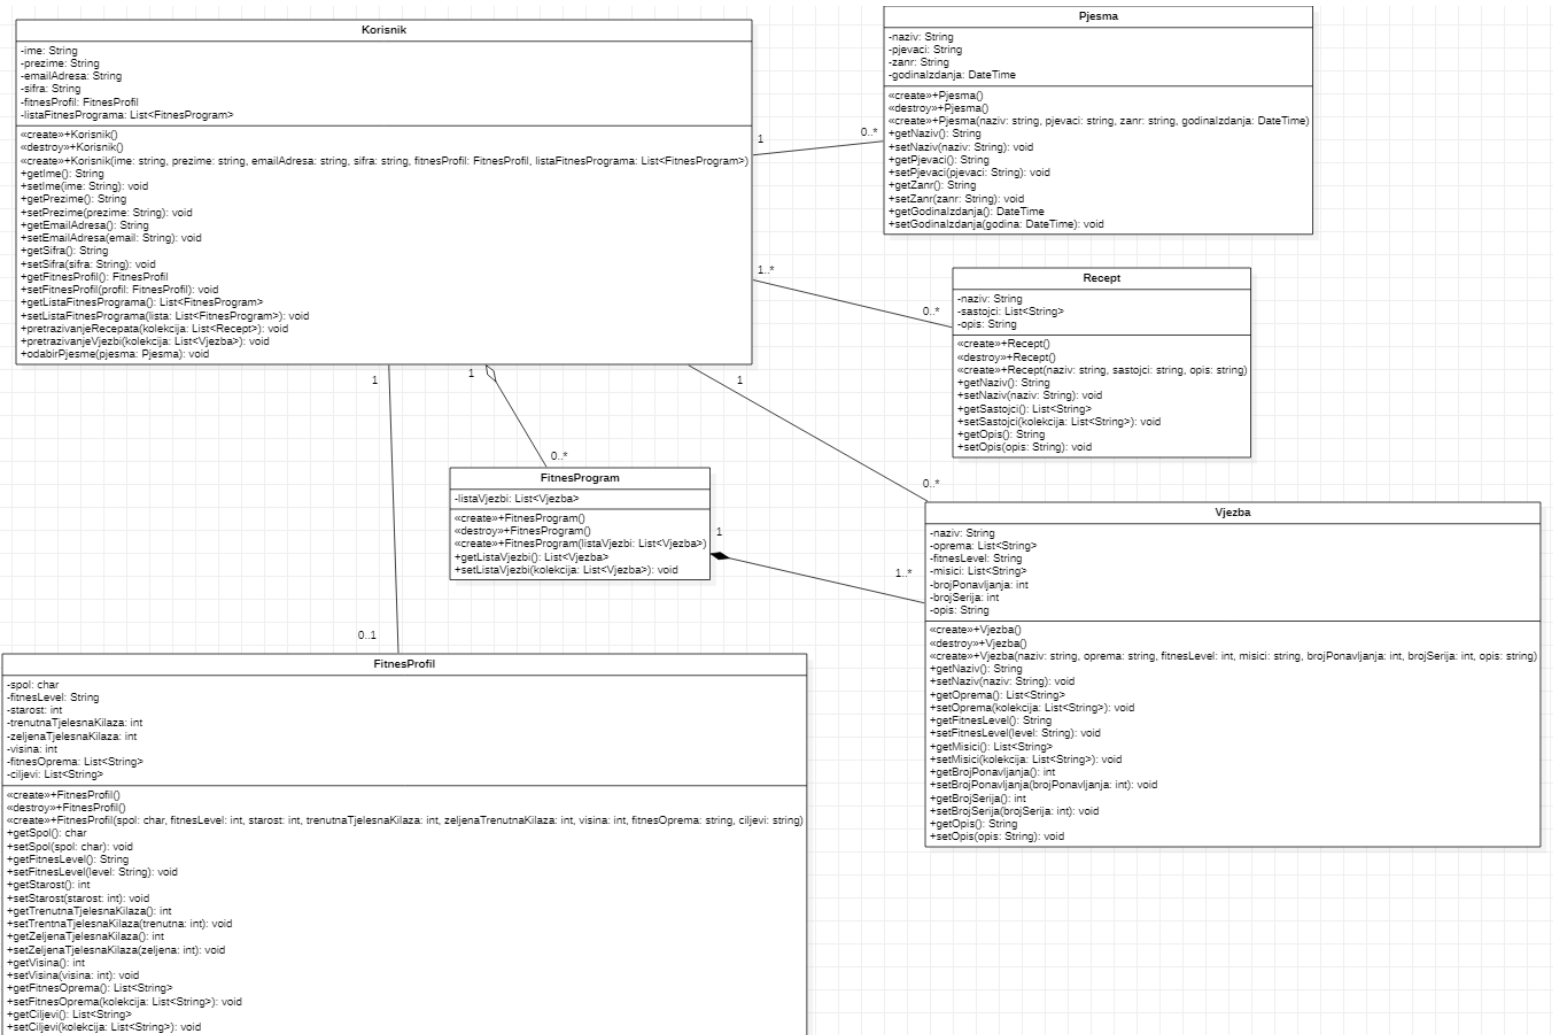 Korisnik
-ime: String
-prezime: String
-emailAdresa: String
-sifra: String
-fitnesProfil: FitnesProfil
-listaFitnesPrograma: List<FitnesProgram>
«create»+Korisnik()
«destroy»+Korisnik()
«create»+Korisnik(ime: string, prezime: string, emailAdresa: string, sifra: string, fitnesProfil: FitnesProfil, listaFitnesPrograma: List<FitnesProgram>)
+getIme(): String
+setIme(ime: String): void
+getPrezime(): String
+setPrezime(prezime: String): void
+getEmailAdresa(): String
+setEmailAdresa(email: String): void
+getSifra(): String
+setSifra(sifra: String): void
+getFitnesProfil(): FitnesProfil
+setFitnesProfil(profil: FitnesProfil): void
+getListaFitnesPrograma(): List<FitnesProgram>
+setListaFitnesPrograma(lista: List<FitnesProgram>): void
+pretrazivanjeRecepata(kolekcija: List<Recept>): void
+pretrazivanjeVjezbi(kolekcija: List<Vjezba>): void
+odabirPjesme(pjesma: Pjesma): void
1
0..*
Pjesma
-naziv: String
-pjevaci: String
-zanr: String
-godinaIzdanja: DateTime
«create»+Pjesma()
«destroy»+Pjesma()
«create»+Pjesma(naziv: string, pjevaci: string, zanr: string, godinaIzdanja: DateTime)
+getNaziv(): String
+setNaziv(naziv: String): void
+getPjevaci(): String
+setPjevaci(pjevaci: String): void
+getZanr(): String
+setZanr(zanr: String): void
+getGodinaIzdanja(): DateTime
+setGodinaIzdanja(godina: DateTime): void
1..*
0..*
Recept
-naziv: String
-sastojci: List<String>
-opis: String
«create»+Recept()
«destroy»+Recept()
«create»+Recept(naziv: string, sastojci: string, opis: string)
+getNaziv(): String
+setNaziv(naziv: String): void
+getSastojci(): List<String>
+setSastojci(kolekcija: List<String>): void
+getOpis(): String
+setOpis(opis: String): void
1
1
1
0..*
0..*
FitnesProgram
-listaVjezbi: List<Vjezba>
«create»+FitnesProgram()
«destroy»+FitnesProgram()
«create»+FitnesProgram(listaVjezbi: List<Vjezba>)
+getListaVjezbi(): List<Vjezba>
+setListaVjezbi(kolekcija: List<Vjezba>): void
1
1..*
Vjezba
-naziv: String
-oprema: List<String>
-fitnesLevel: String
-misici: List<String>
-brojPonavljanja: int
-brojSerija: int
-opis: String
«create»+Vjezba()
«destroy»+Vjezba()
«create»+Vjezba(naziv: string, oprema: string, fitnesLevel: int, misici: string, brojPonavljanja: int, brojSerija: int, opis: string)
+getNaziv(): String
+setNaziv(naziv: String): void
+getOprema(): List<String>
+setOprema(kolekcija: List<String>): void
+getFitnesLevel(): String
+setFitnesLevel(level: String): void
+getMisici(): List<String>
+setMisici(kolekcija: List<String>): void
+getBrojPonavljanja(): int
+setBrojPonavljanja(brojPonavljanja: int): void
+getBrojSerija(): int
+setBrojSerija(brojSerija: int): void
+getOpis(): String
+setOpis(opis: String): void
0..1
FitnesProfil
-spol: char
-fitnesLevel: String
-starost: int
-trenutnaTjelesnaKilaza: int
-zeljenaTjelesnaKilaza: int
-visina: int
-fitnesOprema: List<String>
-ciljevi: List<String>
«create»+FitnesProfil()
«destroy»+FitnesProfil()
«create»+FitnesProfil(spol: char, fitnesLevel: int, starost: int, trenutnaTjelesnaKilaza: int, zeljenaTrenutnaKilaza: int, visina: int, fitnesOprema: string, ciljevi: string)
+getSpol(): char
+setSpol(spol: char): void
+getFitnesLevel(): String
+setFitnesLevel(level: String): void
+getStarost(): int
+setStarost(starost: int): void
+getTrenutnaTjelesnaKilaza(): int
+setTrentnaTjelesnaKilaza(trenutna: int): void
+getZeljenaTjelesnaKilaza(): int
+setZeljenaTjelesnaKilaza(zeljena: int): void
+getVisina(): int
+setVisina(visina: int): void
+getFitnesOprema(): List<String>
+setFitnesOprema(kolekcija: List<String>): void
+getCiljevi(): List<String>
+setCiljevi(kolekcija: List<String>): void